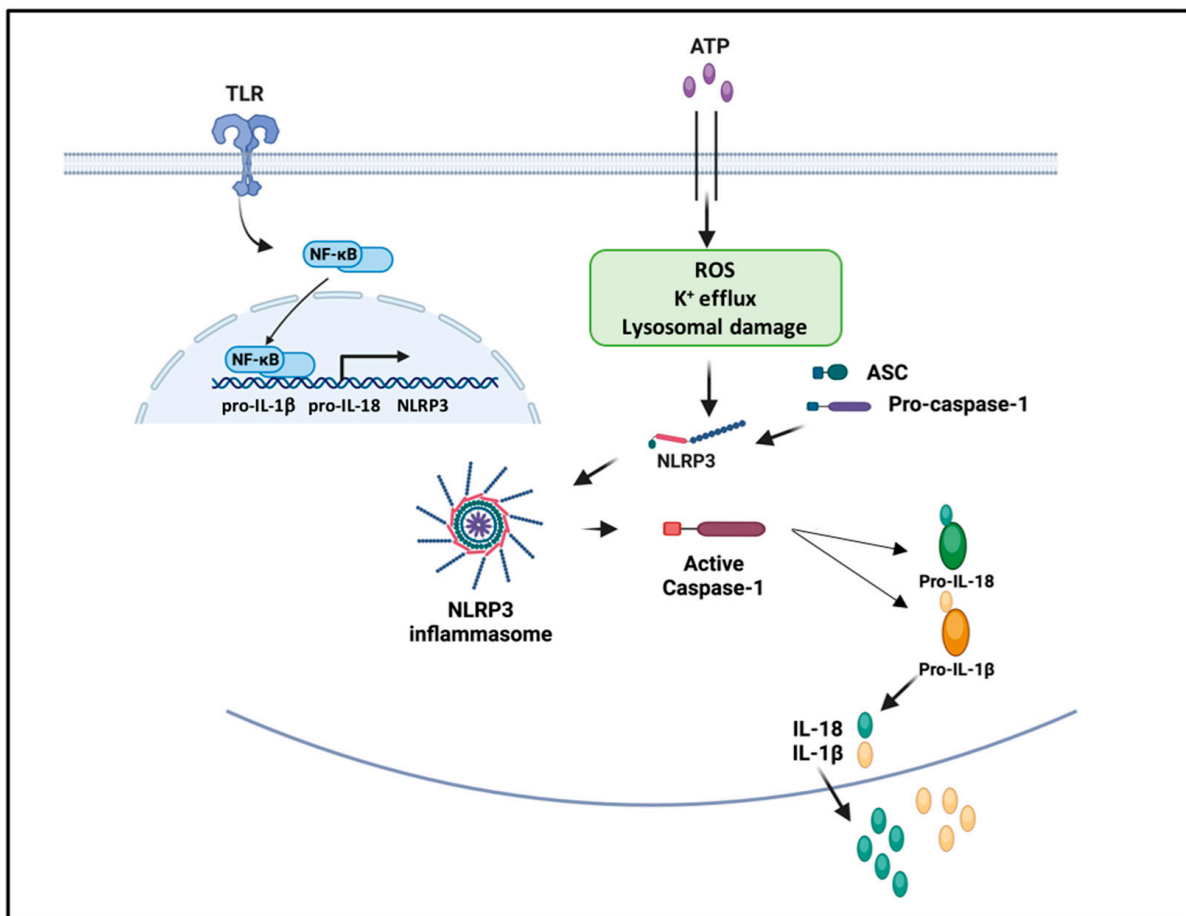 ATP
TLR
NF-κB
ROS
K⁺ efflux
Lysosomal damage
NF-κB
pro-IL-1β pro-IL-18 NLRP3
ASC
Pro-caspase-1
NLRP3
NLRP3
inflammasome
Active
Caspase-1
Pro-IL-18
Pro-IL-1β
IL-18
IL-1β